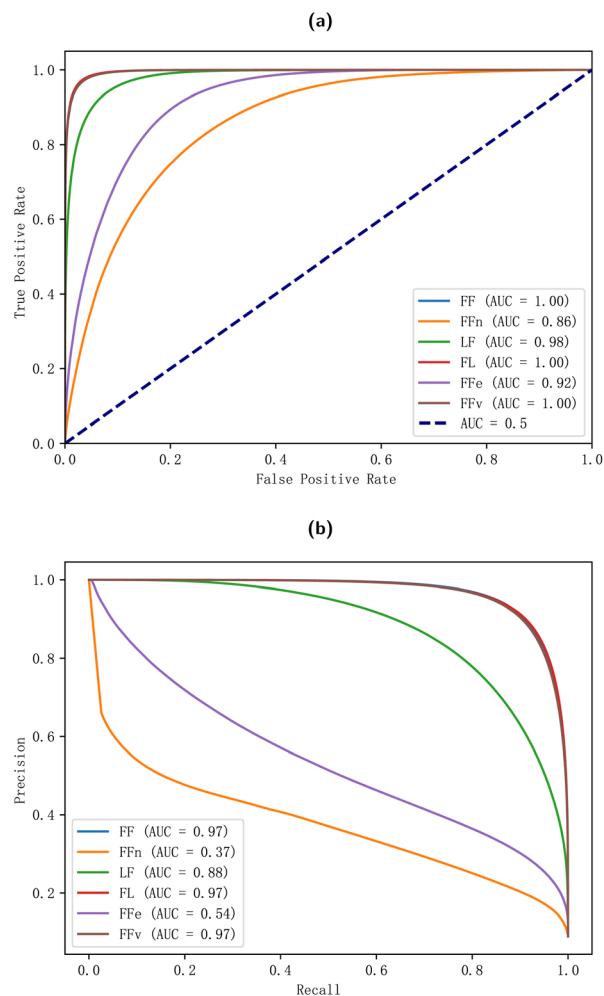 (a)
True Positive Rate
1.0
0.8
0.6
0.4
0.2
0.0
FF (AUC = 1.00)
FFn (AUC = 0.86)
LF (AUC = 0.98)
FL (AUC = 1.00)
FFe (AUC = 0.92)
FFv (AUC = 1.00)
AUC = 0.5
0.0 0.2 0.4 0.6 0.8 1.0
False Positive Rate
(b)
Precision
1.0
0.8
0.6
0.4
0.2
FF (AUC = 0.97)
FFn (AUC = 0.37)
LF (AUC = 0.88)
FL (AUC = 0.97)
FFe (AUC = 0.54)
FFv (AUC = 0.97)
0.0 0.2 0.4 0.6 0.8 1.0
Recall